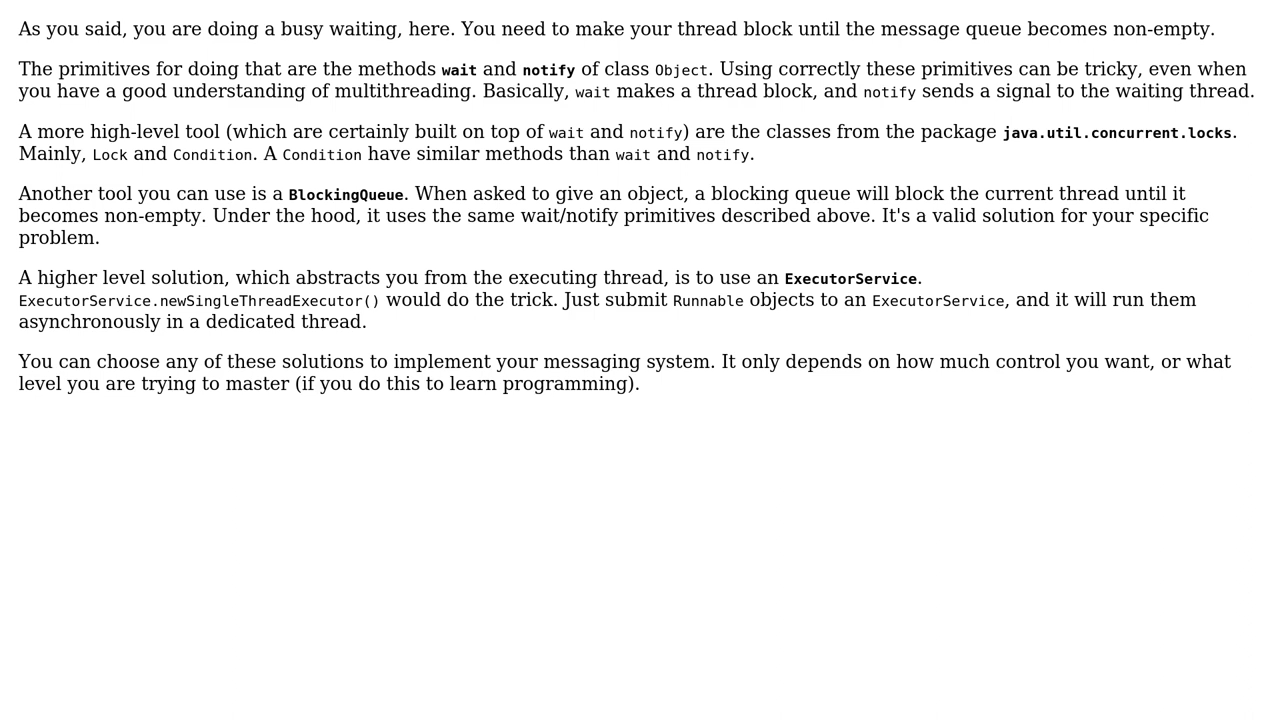 As you said, you are doing a busy waiting, here. You need to make your thread block until the message queue becomes non-empty.
The primitives for doing that are the methods wait and notify of class Object. Using correctly these primitives can be tricky, even when
you have a good understanding of multithreading. Basically, wait makes a thread block, and notify sends a signal to the waiting thread.
A more high-level tool (which are certainly built on top of wait and notify) are the classes from the package java.util.concurrent.locks.
Mainly, Lock and Condition. A Condition have similar methods than wait and notify.
Another tool you can use is a BlockingQueue. When asked to give an object, a blocking queue will block the current thread until it
becomes non-empty. Under the hood, it uses the same wait/notify primitives described above. It's a valid solution for your specific
problem.
A higher level solution, which abstracts you from the executing thread, is to use an ExecutorService.
ExecutorService.newSingleThreadExecutor() would do the trick. Just submit Runnable objects to an ExecutorService, and it will run them
asynchronously in a dedicated thread.
You can choose any of these solutions to implement your messaging system. It only depends on how much control you want, or what
level you are trying to master (if you do this to learn programming).